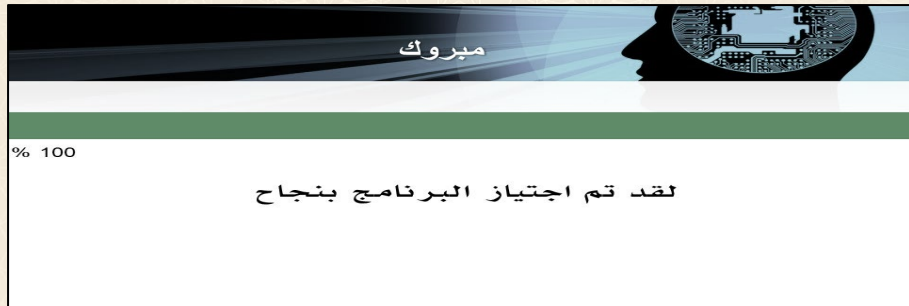 مبروك
% 100
لقد تم اجتياز البرنامج بنجاح